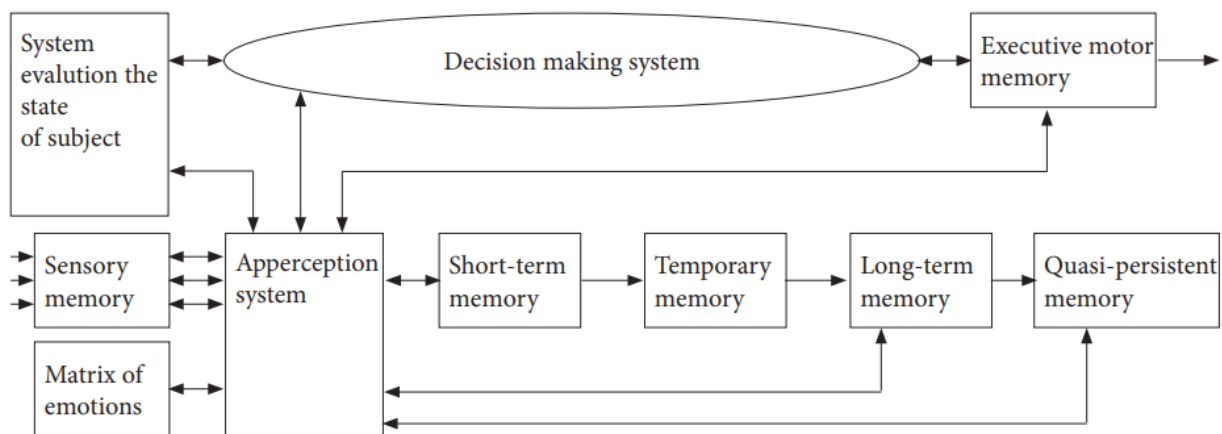 System
evalution the
state
of subject
Decision making system
Executive motor
memory
Sensory
memory
Apperception
system
Short-term
memory
Temporary
memory
Long-term
memory
Quasi-persistent
memory
Matrix of
emotions